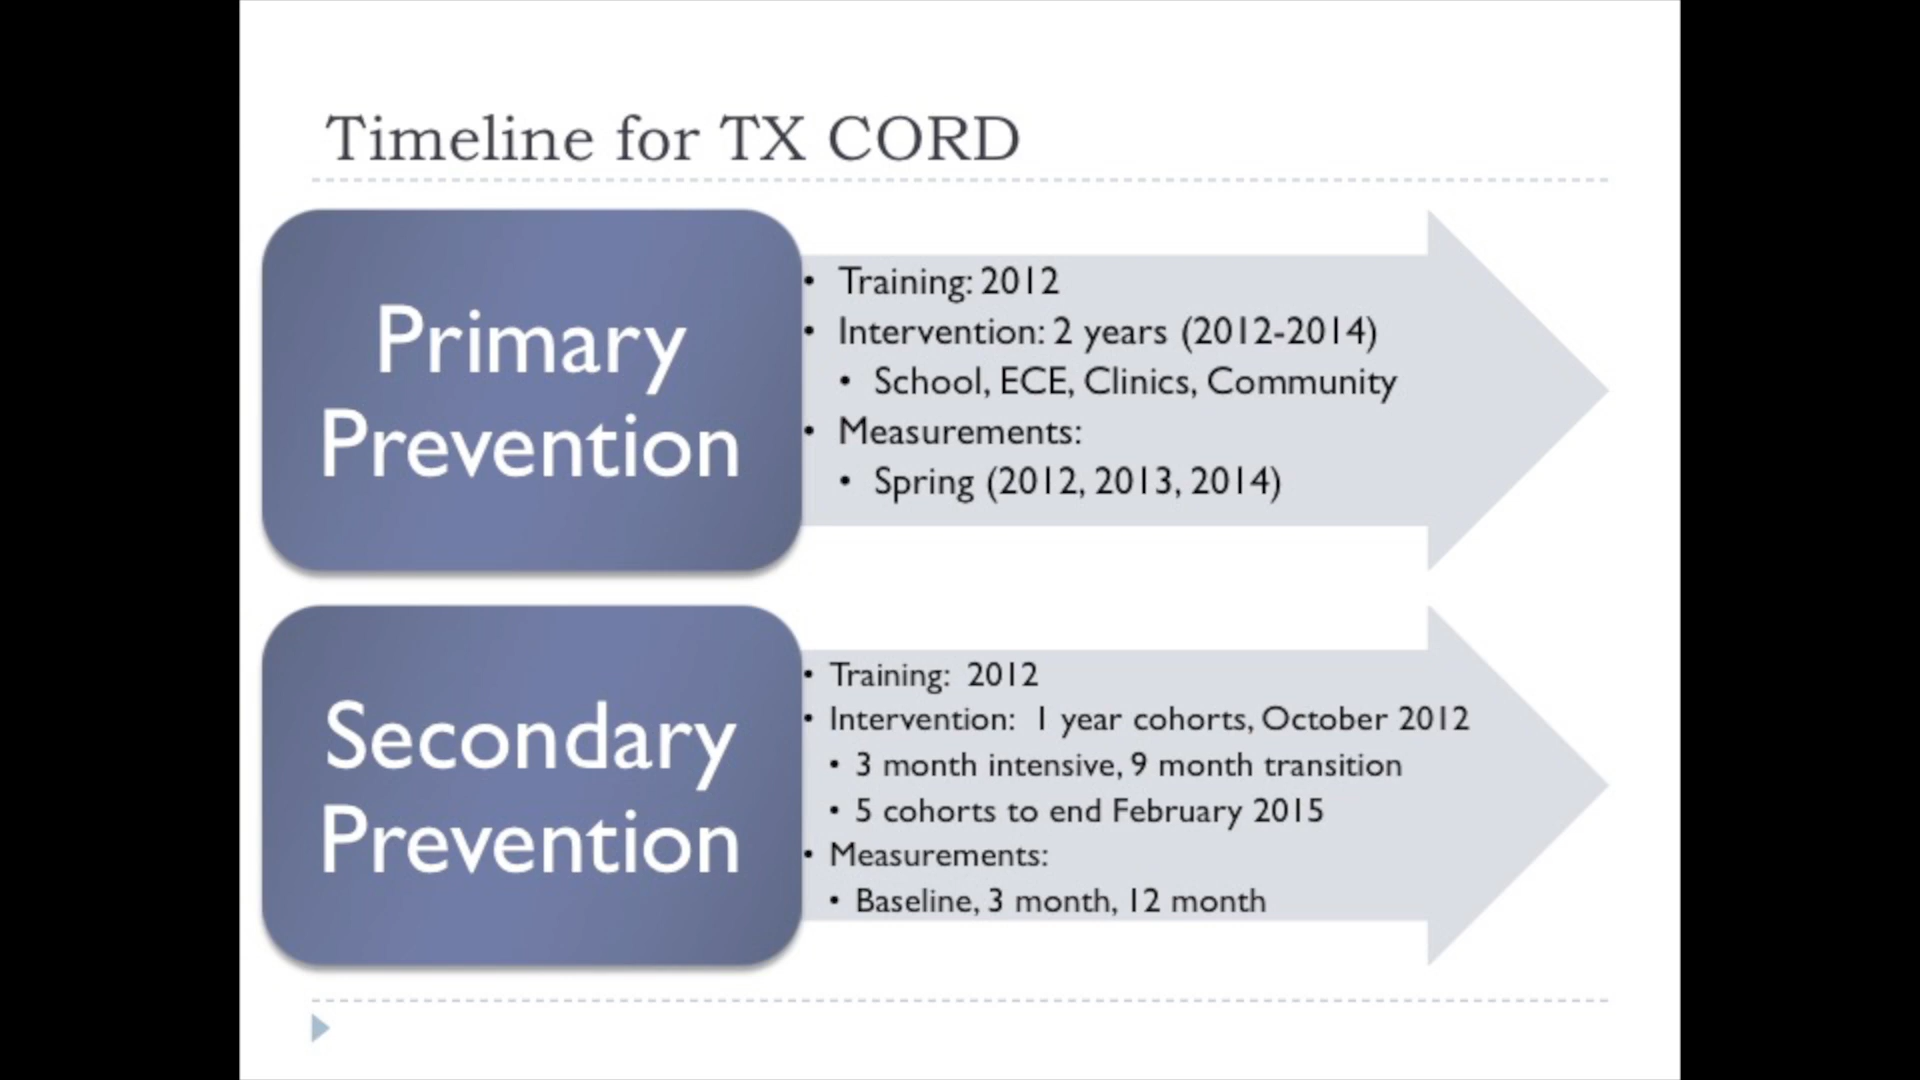 Timeline for TX CORD
Primary
Prevention
• Training: 2012
• Intervention: 2 years (2012-2014)
• School, ECE, Clinics, Community
• Measurements:
• Spring (2012, 2013, 2014)
Secondary
Prevention
• Training: 2012
• Intervention: 1 year cohorts, October 2012
• 3 month intensive, 9 month transition
• 5 cohorts to end February 2015
• Measurements:
• Baseline, 3 month, 12 month